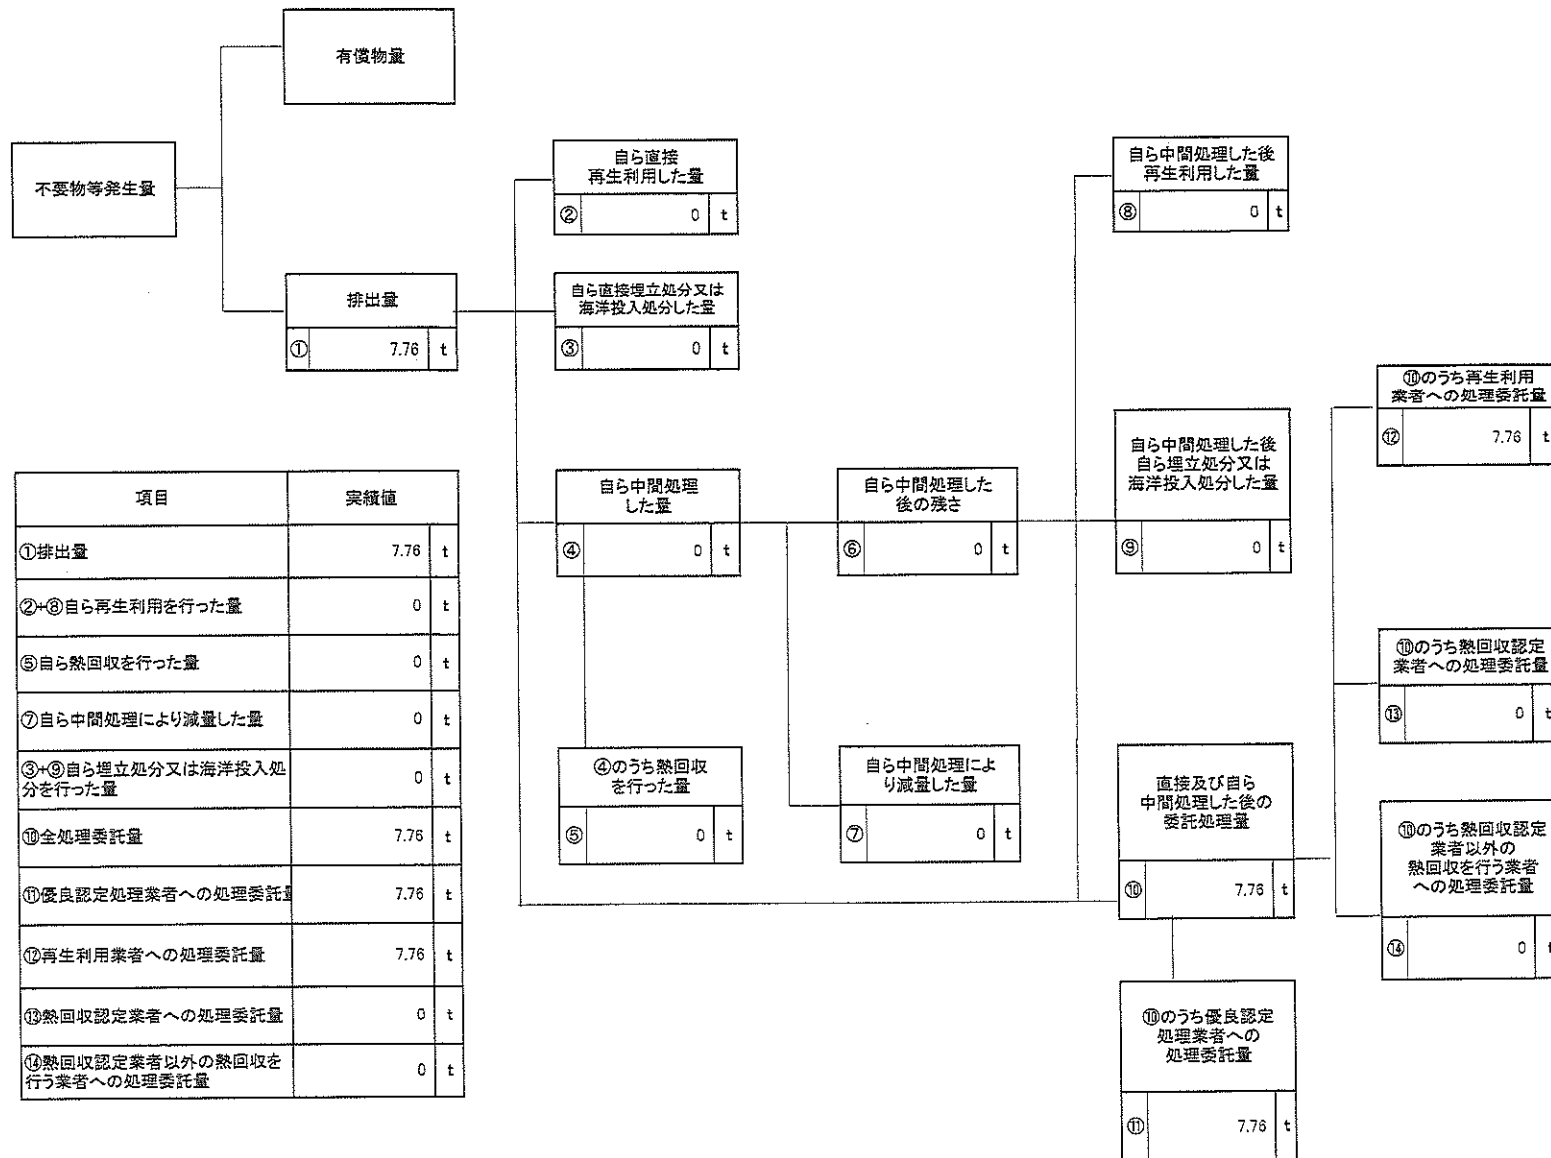 有償物量
不要物等発生量
排出量
① 7.76 t
自ら直接
再生利用した量
② 0 t
自ら直接埋立処分又は
海洋投入処分した量
③ 0 t
自ら中間処理した後
再生利用した量
⑧ 0 t
自ら中間処理
した量
④ 0 t
自ら中間処理した
後の残さ
⑥ 0 t
自ら中間処理した後
自ら埋立処分又は
海洋投入処分した量
⑨ 0 t
⑩のうち再生利用
業者への処理委託量
⑫ 7.76 t
⑩のうち熱回収認定
業者への処理委託量
⑬ 0 t
④のうち熱回収
を行った量
⑤ 0 t
自ら中間処理によ
り減量した量
⑦ 0 t
直接及び自ら
中間処理した後の
委託処理量
⑩ 7.76 t
⑩のうち熱回収認定
業者以外の
熱回収を行う業者
への処理委託量
⑭ 0 t
⑩のうち優良認定
処理業者への
処理委託量
⑪ 7.76 t
項目 実績値
①排出量 7.76 t
②+⑧自ら再生利用を行った量 0 t
⑤自ら熱回収を行った量 0 t
⑦自ら中間処理により減量した量 0 t
③+⑨自ら埋立処分又は海洋投入処
分を行った量 0 t
⑩全処理委託量 7.76 t
⑪優良認定処理業者への処理委託量 7.76 t
⑫再生利用業者への処理委託量 7.76 t
⑬熱回収認定業者への処理委託量 0 t
⑭熱回収認定業者以外の熱回収を
行う業者への処理委託量 0 t